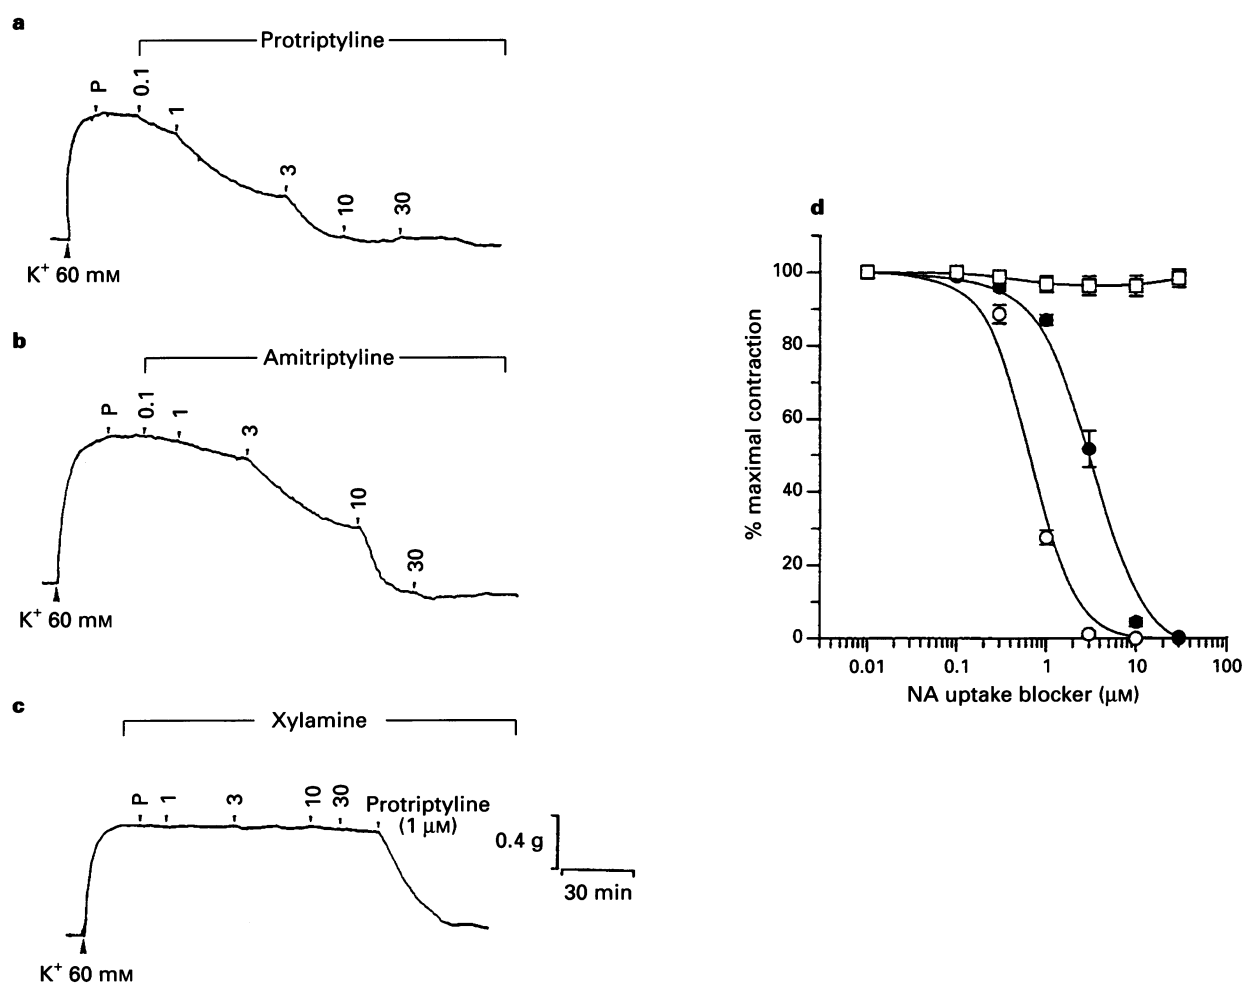 a
Protriptyline
P
0.1
1
3
10
30
K⁺ 60 mM
b
Amitriptyline
P
0.1
1
3
10
30
K⁺ 60 mM
c
Xylamine
P
1
3
10
30
Protriptyline
(1 µM)
0.4 g
30 min
K⁺ 60 mM
d
% maximal contraction
100
80
60
40
20
0
0.01
0.1
1
10
100
NA uptake blocker (µM)